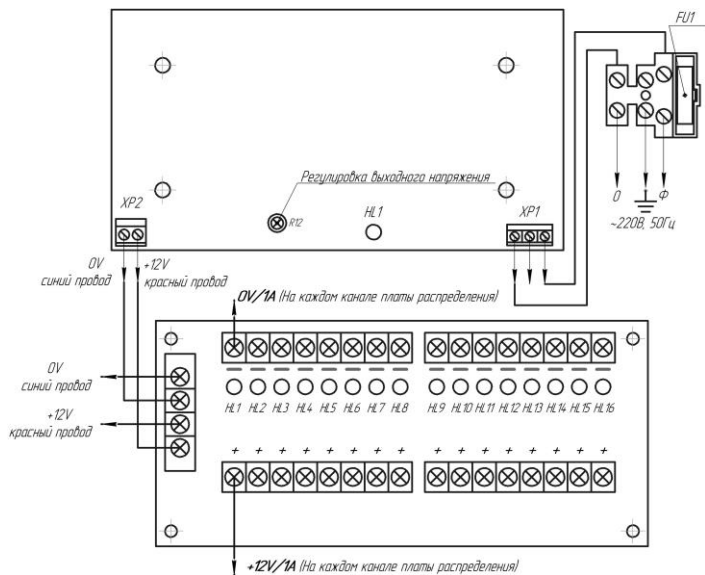 FU1
Регулировка выходного напряжения
XP2
R12
HL1
XP1
0 Ф
~220В, 50Гц
0V
синий провод
+12V
красный провод
0V/1A (На каждом канале платы распределения)
0V
синий провод
+12V
красный провод
HL1 HL2 HL3 HL4 HL5 HL6 HL7 HL8 HL9 HL10 HL11 HL12 HL13 HL14 HL15 HL16
+ + + + + + + + + + + + + + + +
+12V/1A (На каждом канале платы распределения)